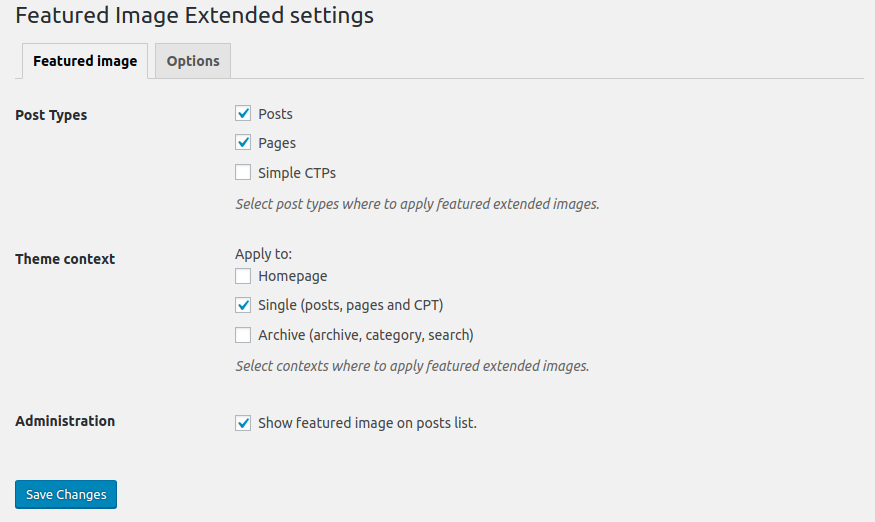 Featured Image Extended settings
Featured image
Options
Post Types
Posts
Pages
Simple CTPs
Select post types where to apply featured extended images.
Theme context
Apply to:
Homepage
Single (posts, pages and CPT)
Archive (archive, category, search)
Select contexts where to apply featured extended images.
Administration
Show featured image on posts list.
Save Changes